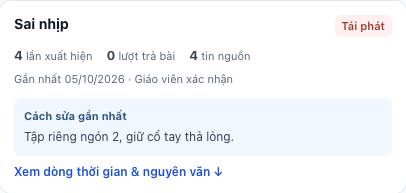 Sai nhịp
Tái phát
4 lần xuất hiện 0 lượt trả bài 4 tin nguồn
Gần nhất 05/10/2026 · Giáo viên xác nhận
Cách sửa gần nhất
Tập riêng ngón 2, giữ cổ tay thả lỏng.
Xem dòng thời gian & nguyên văn ↓